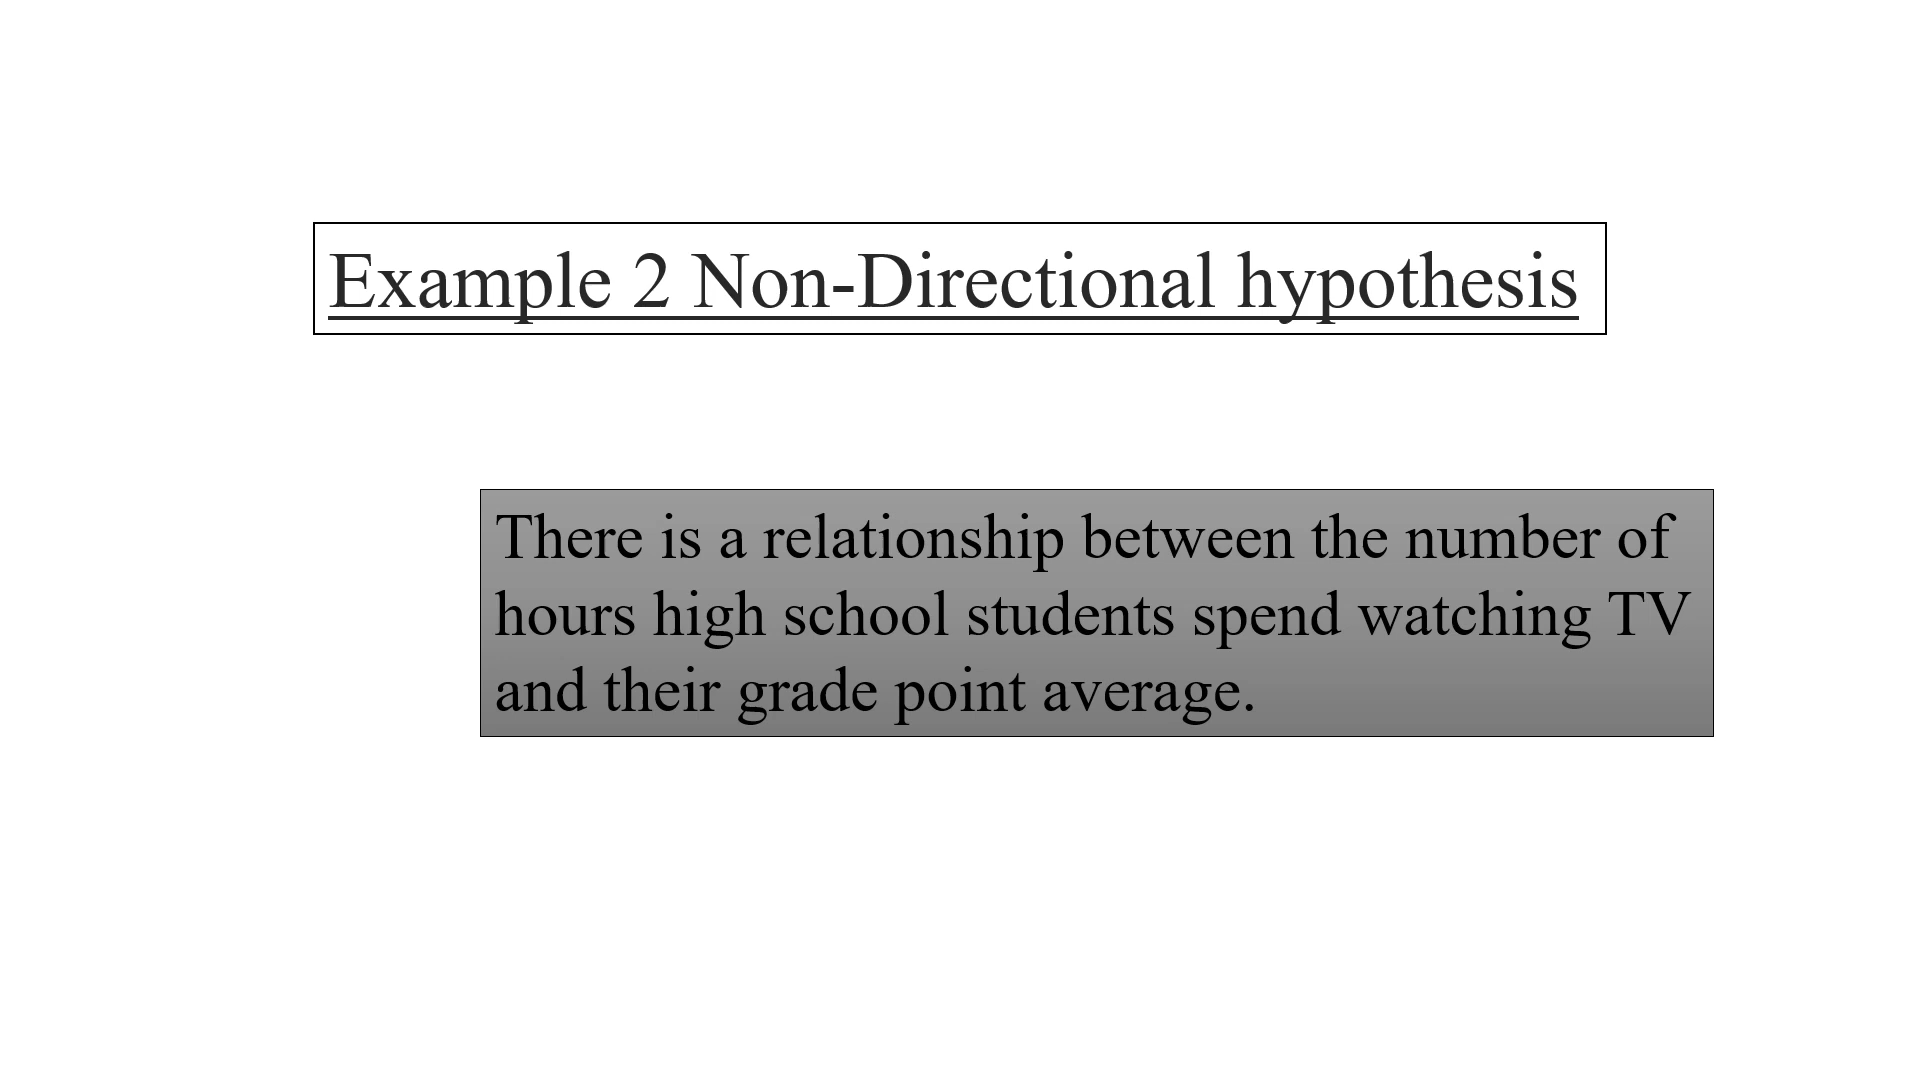 Example 2 Non-Directional hypothesis
There is a relationship between the number of
hours high school students spend watching TV
and their grade point average.